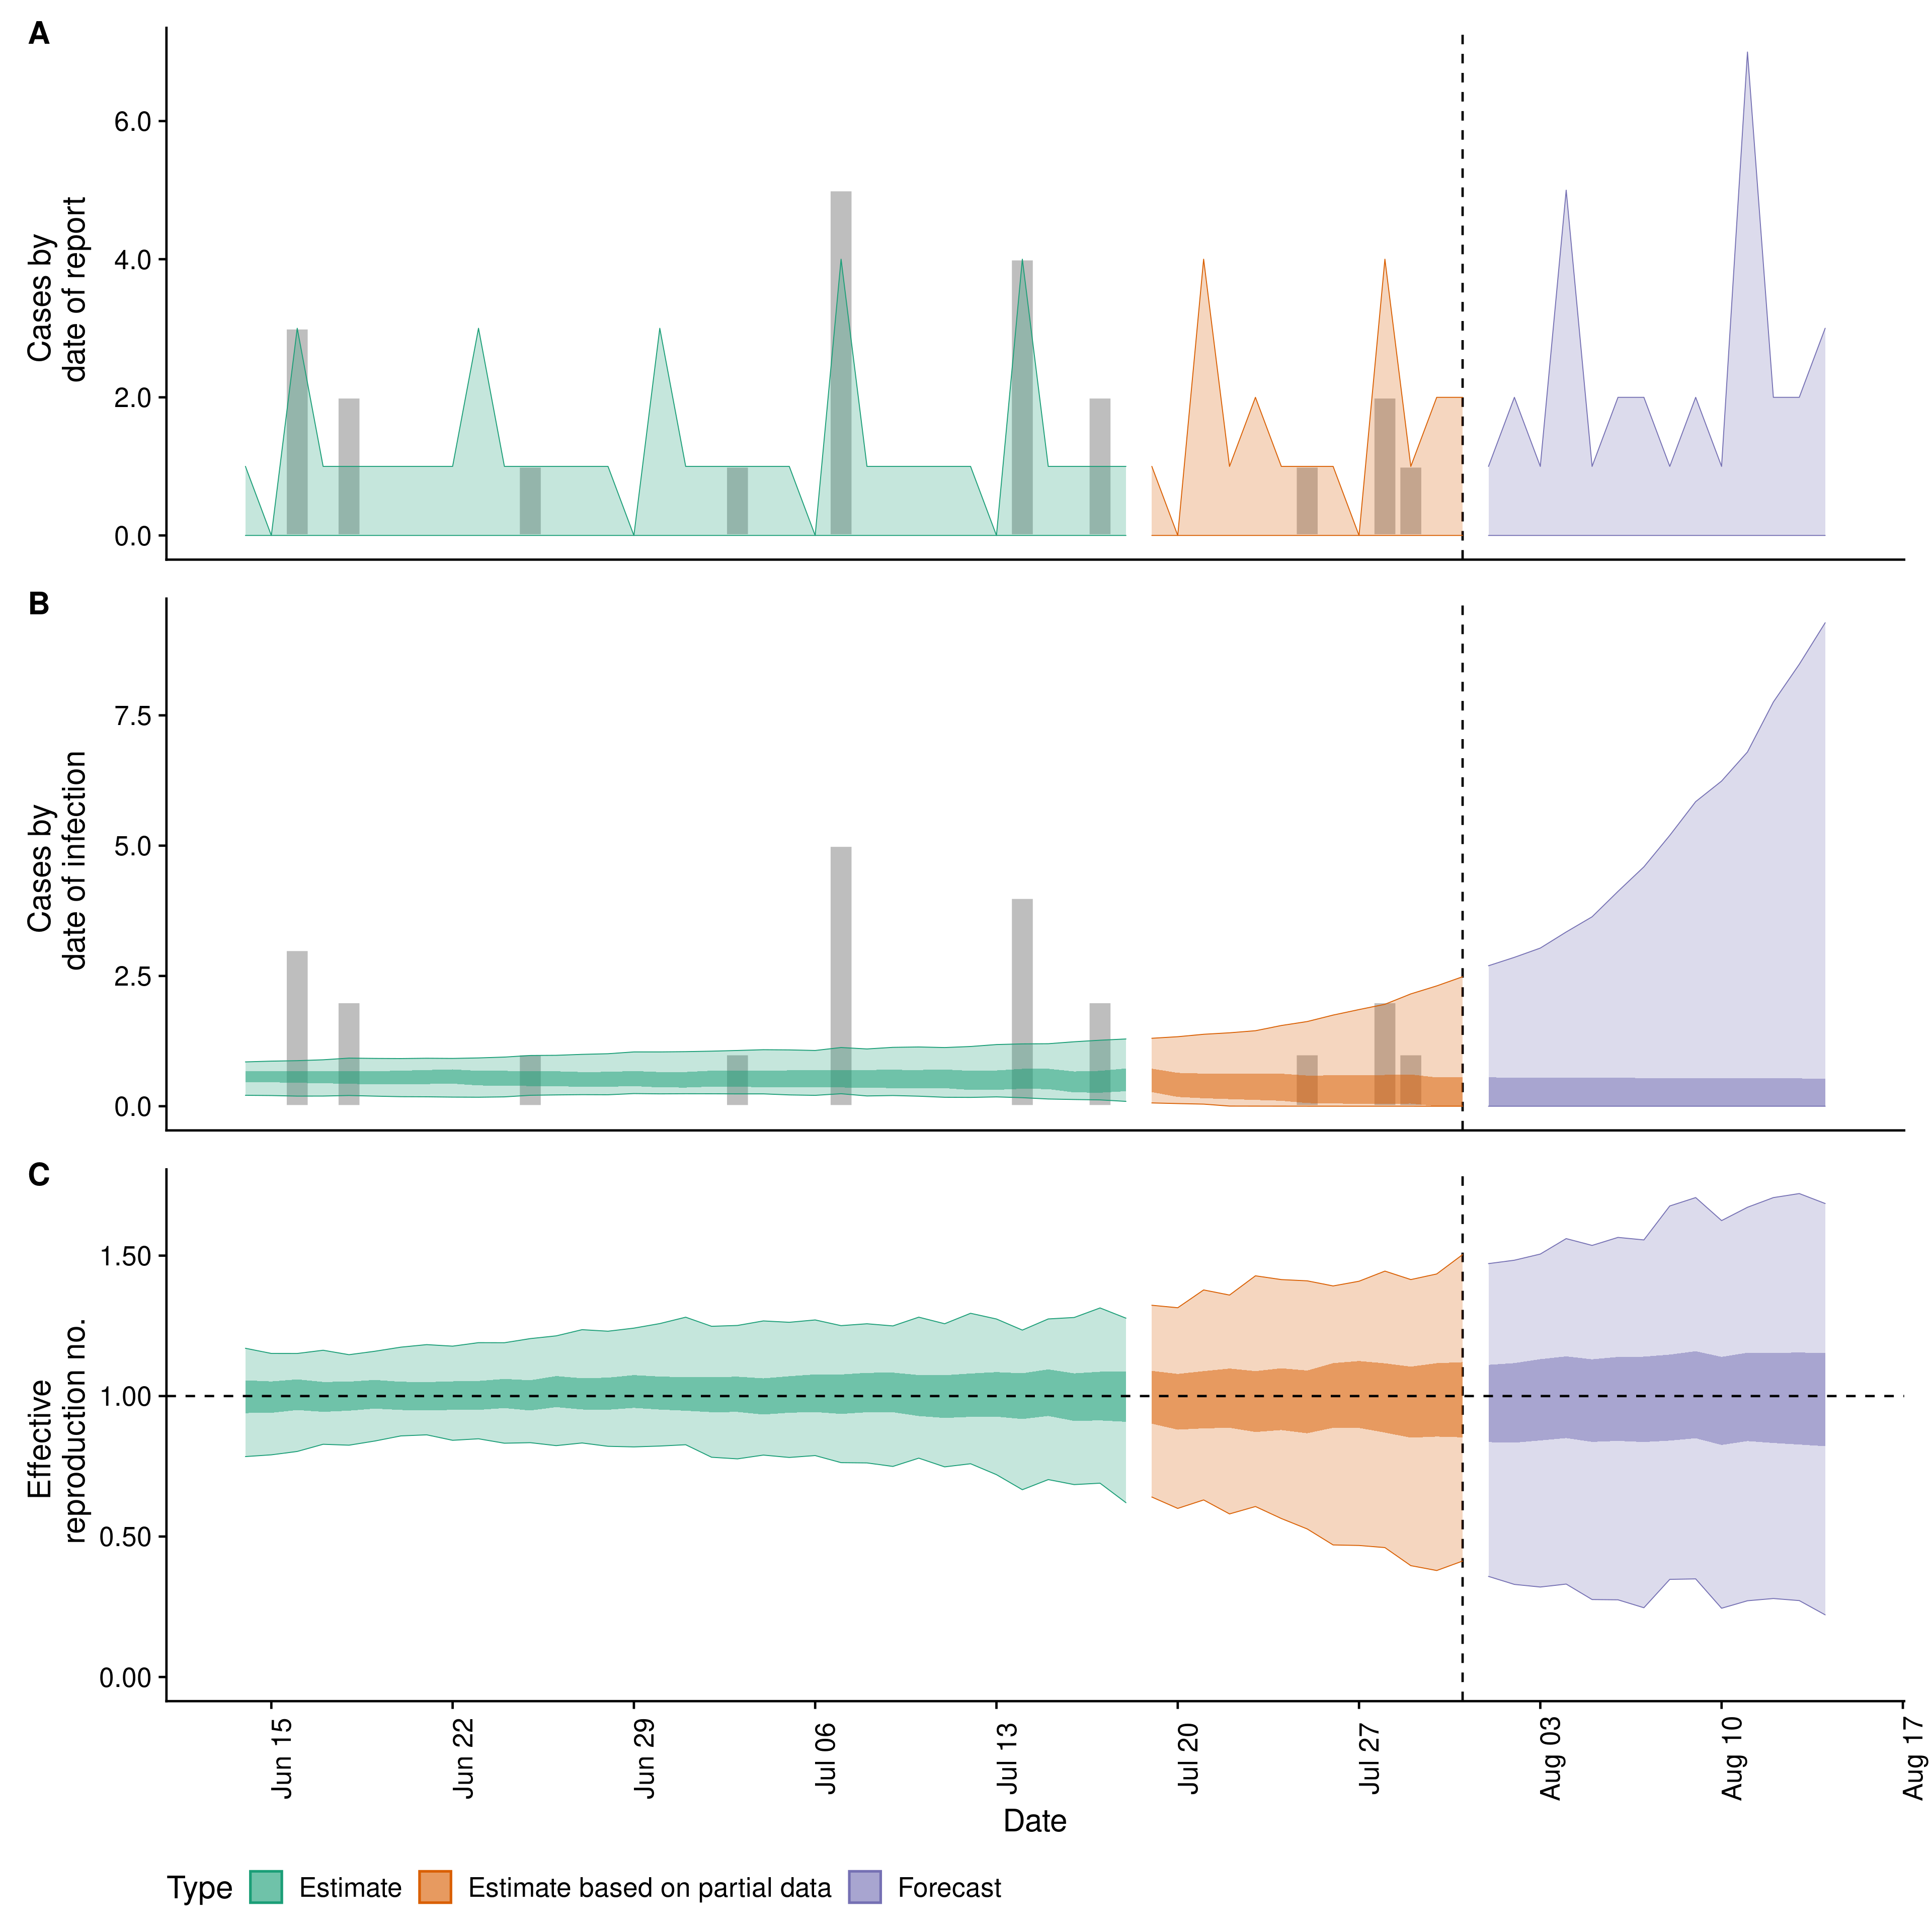 A
Cases by
date of report
6.0
4.0
2.0
0.0
B
Cases by
date of infection
7.5
5.0
2.5
0.0
C
Effective
reproduction no.
1.50
1.00
0.50
0.00
Jun 15
Jun 22
Jun 29
Jul 06
Jul 13
Jul 20
Jul 27
Aug 03
Aug 10
Aug 17
Date
Type Estimate Estimate based on partial data Forecast